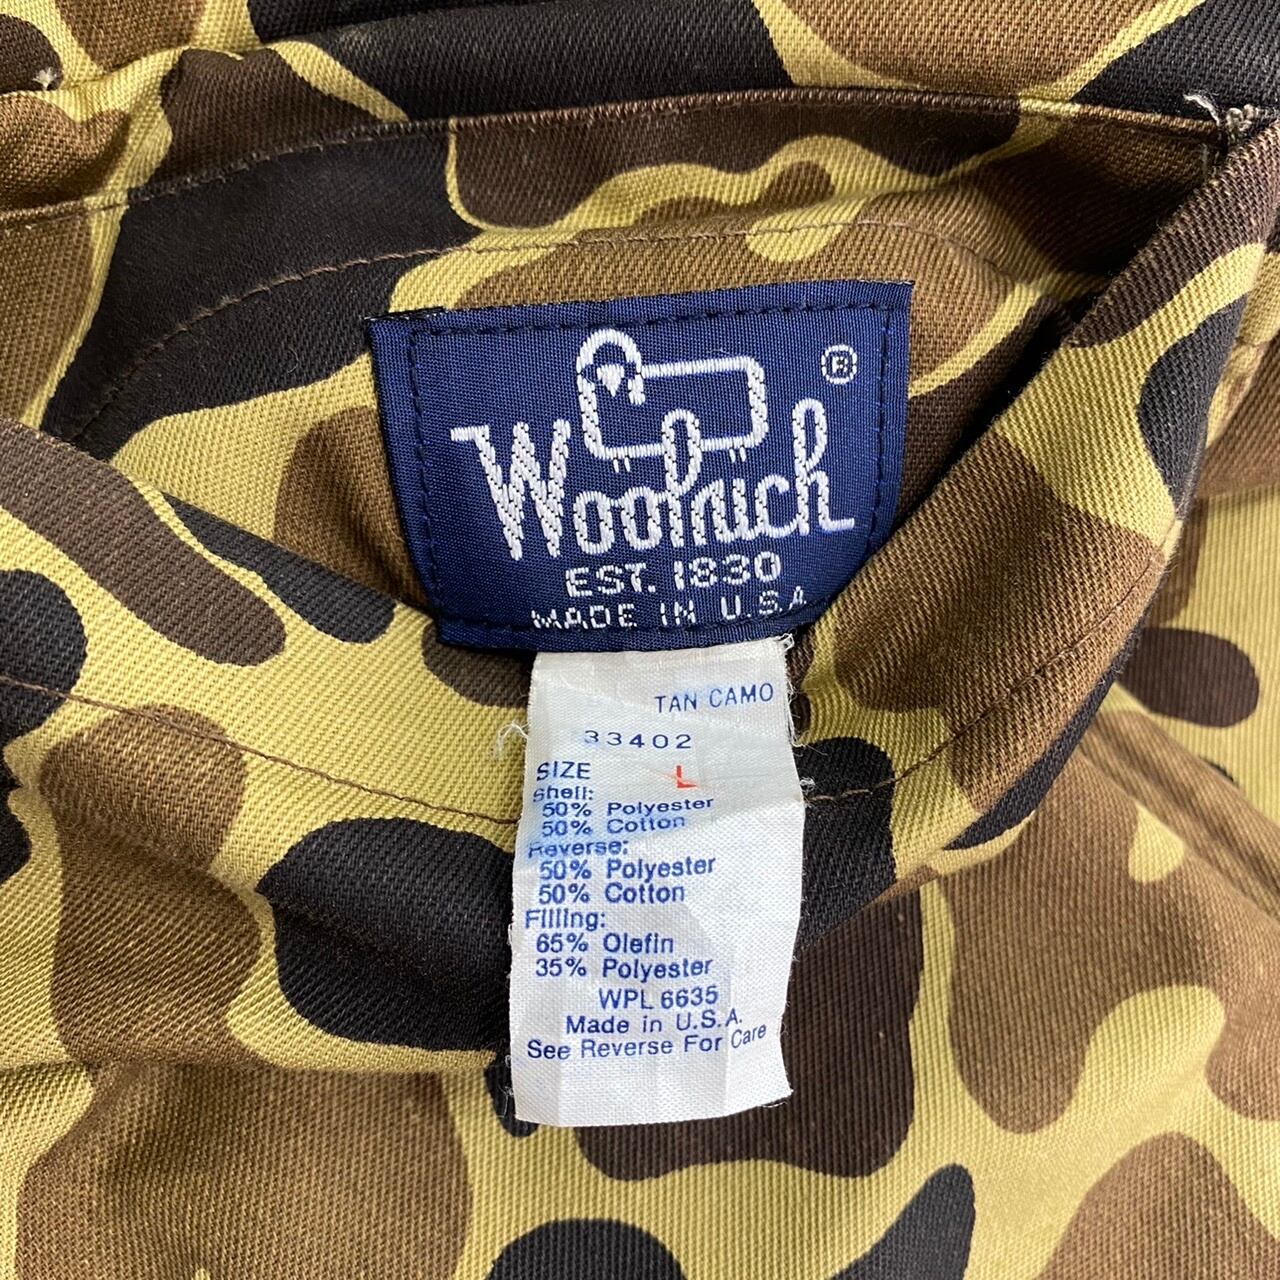 ®
Woolrich
EST. 1830
MADE IN U.S.A
TAN CAMO
33402
SIZE L
Shell:
50% Polyester
50% Cotton
Reverse:
50% Polyester
50% Cotton
Filling:
65% Olefin
35% Polyester
WPL 6635
Made in U.S.A.
See Reverse For Care